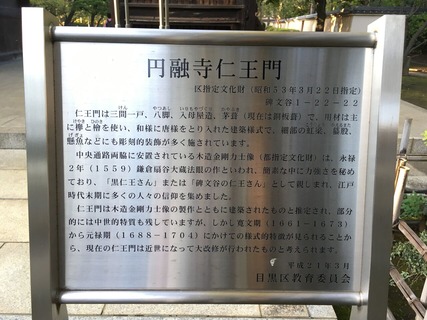 円融寺仁王門
区指定文化財(昭和53年3月22日指定)
碑文谷1-22-22
仁王門は三間一戸、八脚、入母屋造、茅葺(現在は銅板葺)で、用材は主
に欅と檜を使い、和様に唐様をとり入れた建築様式で、細部の虹梁、蟇股、
懸魚などにも彫刻的装飾が多く施されています。
中央通路両脇に安置されている木造金剛力士像(都指定文化財)は、永禄
2年(1559)鎌倉扇谷大蔵法眼の作といわれ、簡素な中に力強さを秘め
ており、「黒仁王さん」または「碑文谷の仁王さん」として親しまれ、江戸
時代末期に多くの人々の信仰を集めました。
仁王門は木造金剛力士像の製作とともに建築されたものと推定され、部分
的には中世的特質も残していますが、しかし寛文期(1661-1673)
から元禄期(1688-1704)にかけての様式的特徴が見られることか
ら、現在の仁王門は近世になって大改修が行われたものと考えられます。
平成21年3月
目黒区教育委員会